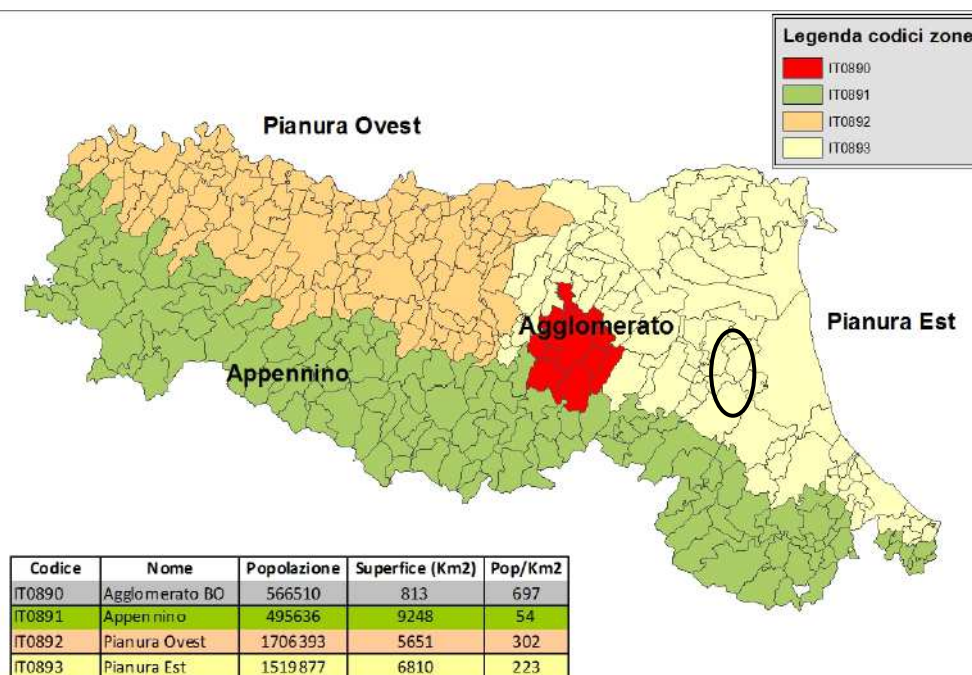 Legenda codici zone
IT0890
IT0891
IT0892
IT0893
Pianura Ovest
Agglomerato
Pianura Est
Appennino
Codice Nome Popolazione Superfice (Km2) Pop/Km2
IT0890 Agglomerato BO 566510 813 697
IT0891 Appennino 495636 9248 54
IT0892 Pianura Ovest 1706393 5651 302
IT0893 Pianura Est 1519877 6810 223